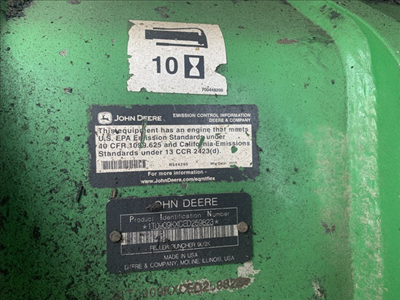 10
JOHN DEERE
EMISSION CONTROL INFORMATION
DEERE & COMPANY
This equipment has an engine that meets
U.S. EPA Emission Standards under
40 CFR 1039.625 and California Emissions
Standards under 13 CCR 2423(d).
For more information -
www.JohnDeere.com/eqntflex
JOHN DEERE
Product Identification Number
FELLER BUNCHER
MADE IN USA
DEERE & COMPANY, MOLINE, ILLINOIS, USA